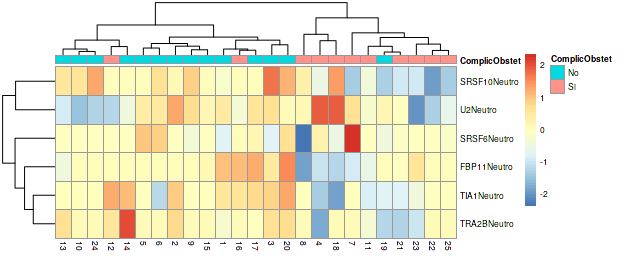 ComplicObstet
SRSF10Neutro
U2Neutro
SRSF6Neutro
FBP11Neutro
TIA1Neutro
TRA2BNeutro
2
1
0
-1
-2
ComplicObstet
No
SI
13 10 24 12 14 5 6 2 9 15 1 16 17 3 20 8 4 18 7 11 19 21 23 22 25